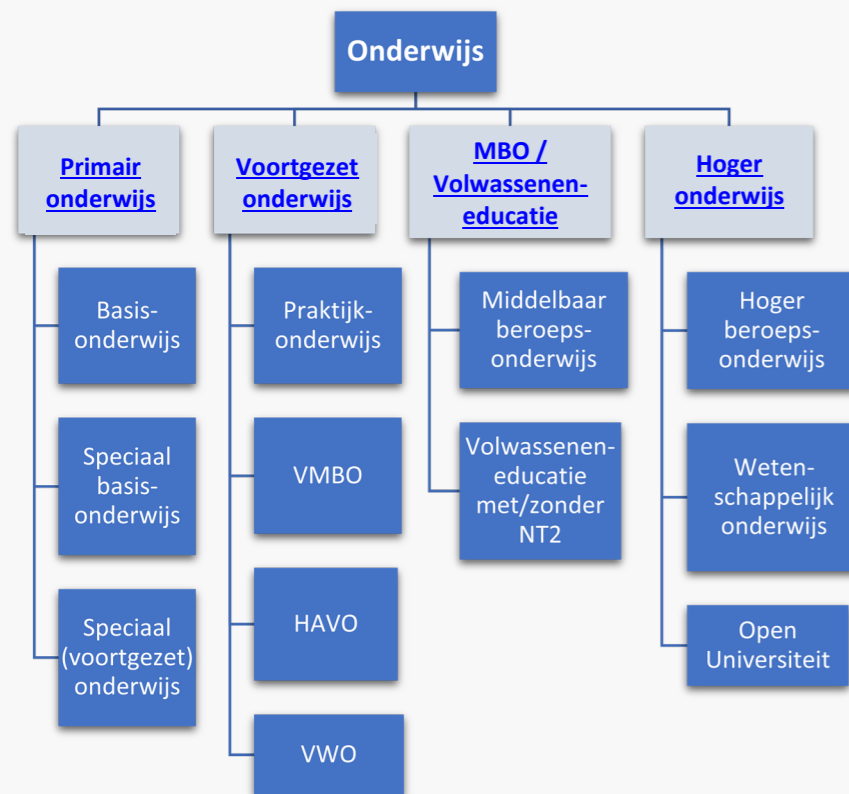 Onderwijs
Primair
onderwijs
Voortgezet
onderwijs
MBO /
Volwassenen-
educatie
Hoger
onderwijs
Basis-
onderwijs
Speciaal
basis-
onderwijs
Speciaal
(voortgezet)
onderwijs
Praktijk-
onderwijs
VMBO
HAVO
VWO
Middelbaar
beroeps-
onderwijs
Volwassenen-
educatie
met/zonder
NT2
Hoger
beroeps-
onderwijs
Weten-
schappelijk
onderwijs
Open
Universiteit